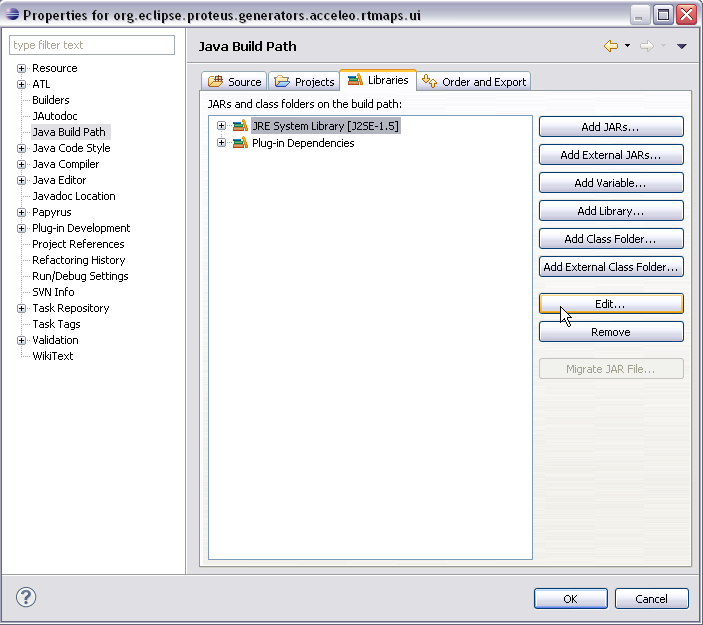 Properties for org.eclipse.proteus.generators.acceleo.rtmaps.ui
type filter text
Resource
ATL
Builders
JAutodoc
Java Build Path
Java Code Style
Java Compiler
Java Editor
Javadoc Location
Papyrus
Plug-in Development
Project References
Refactoring History
Run/Debug Settings
SVN Info
Task Repository
Task Tags
Validation
WikiText
Java Build Path
Source Projects Libraries Order and Export
JARs and class folders on the build path:
JRE System Library [J2SE-1.5]
Plug-in Dependencies
Add JARs...
Add External JARs...
Add Variable...
Add Library...
Add Class Folder...
Add External Class Folder...
Edit...
Remove
Migrate JAR File...
?
OK Cancel